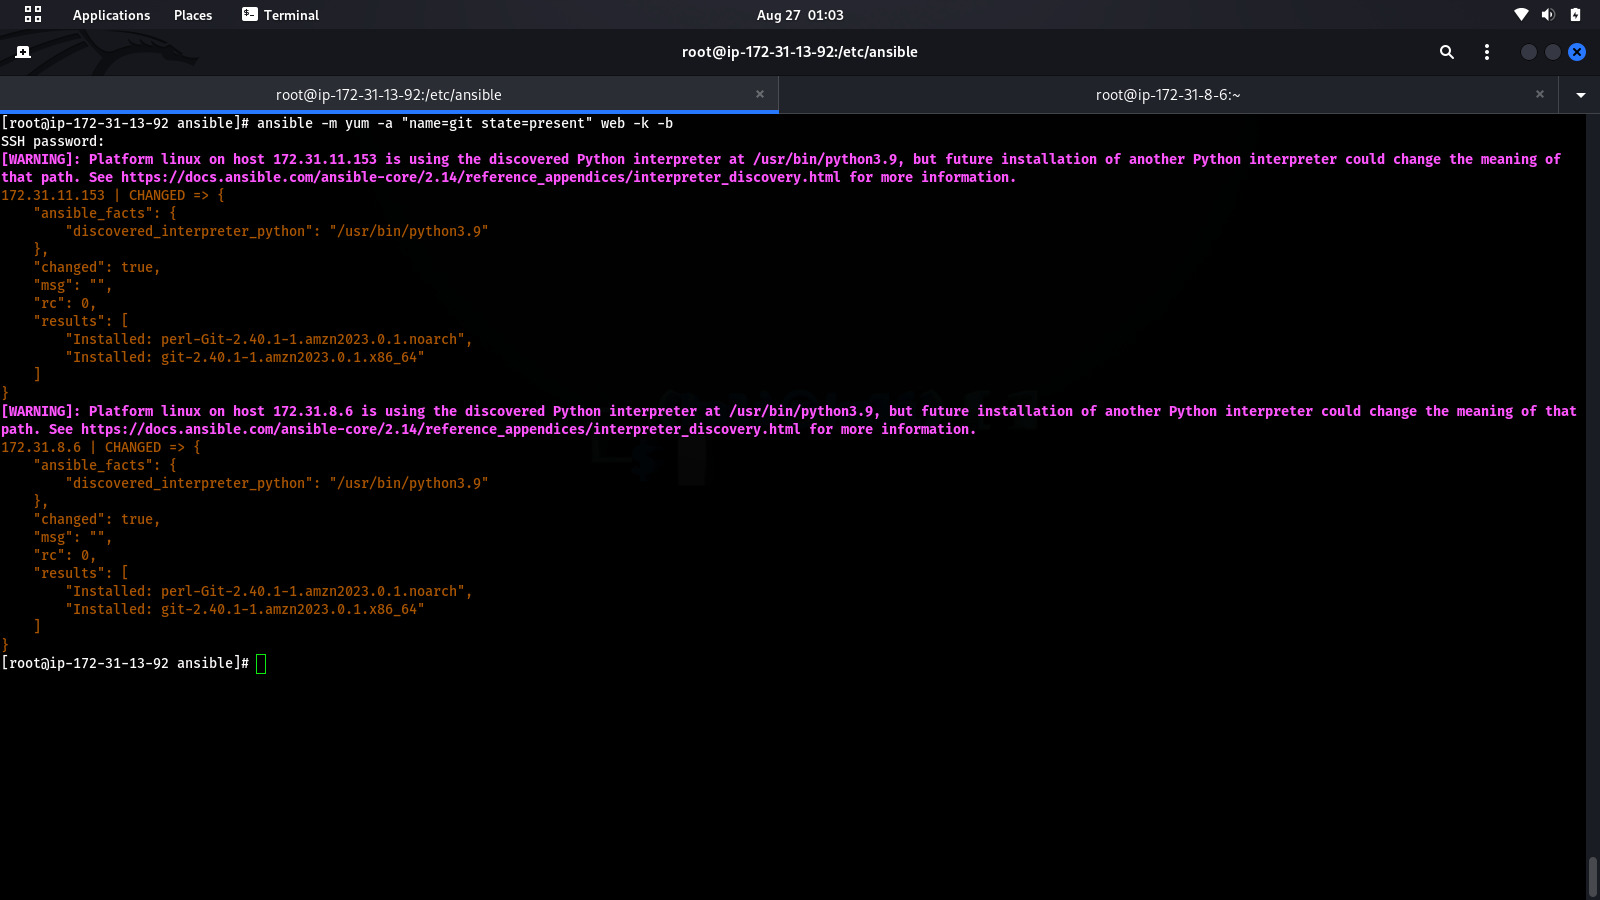 Applications Places Terminal Aug 27 01:03
root@ip-172-31-13-92:/etc/ansible
root@ip-172-31-13-92:/etc/ansible × root@ip-172-31-8-6:~ ×
[root@ip-172-31-13-92 ansible]# ansible -m yum -a "name=git state=present" web -k -b
SSH password:
[WARNING]: Platform linux on host 172.31.11.153 is using the discovered Python interpreter at /usr/bin/python3.9, but future installation of another Python interpreter could change the meaning of
that path. See https://docs.ansible.com/ansible-core/2.14/reference_appendices/interpreter_discovery.html for more information.
172.31.11.153 | CHANGED => {
    "ansible_facts": {
        "discovered_interpreter_python": "/usr/bin/python3.9"
    },
    "changed": true,
    "msg": "",
    "rc": 0,
    "results": [
        "Installed: perl-Git-2.40.1-1.amzn2023.0.1.noarch",
        "Installed: git-2.40.1-1.amzn2023.0.1.x86_64"
    ]
}
[WARNING]: Platform linux on host 172.31.8.6 is using the discovered Python interpreter at /usr/bin/python3.9, but future installation of another Python interpreter could change the meaning of that
path. See https://docs.ansible.com/ansible-core/2.14/reference_appendices/interpreter_discovery.html for more information.
172.31.8.6 | CHANGED => {
    "ansible_facts": {
        "discovered_interpreter_python": "/usr/bin/python3.9"
    },
    "changed": true,
    "msg": "",
    "rc": 0,
    "results": [
        "Installed: perl-Git-2.40.1-1.amzn2023.0.1.noarch",
        "Installed: git-2.40.1-1.amzn2023.0.1.x86_64"
    ]
}
[root@ip-172-31-13-92 ansible]#